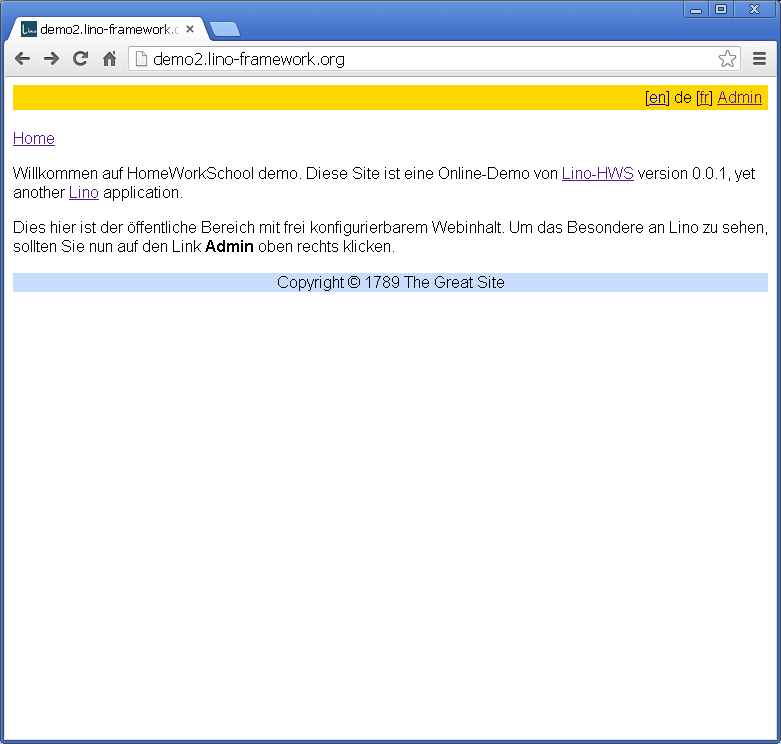 demo2.lino-framework.c
demo2.lino-framework.org
[en] de [fr] Admin
Home
Willkommen auf HomeWorkSchool demo. Diese Site ist eine Online-Demo von Lino-HWS version 0.0.1, yet
another Lino application.
Dies hier ist der öffentliche Bereich mit frei konfigurierbarem Webinhalt. Um das Besondere an Lino zu sehen,
sollten Sie nun auf den Link Admin oben rechts klicken.
Copyright © 1789 The Great Site